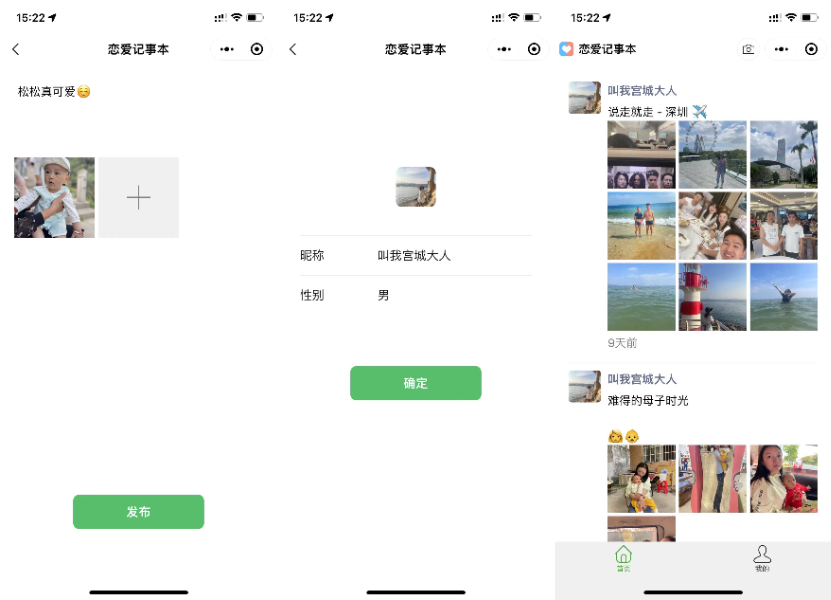 15:22
恋爱记事本
松松真可爱😊
发布
15:22
恋爱记事本
昵称 叫我宫城大人
性别 男
确定
15:22
恋爱记事本
叫我宫城大人
说走就走 - 深圳 ✈️
9天前
叫我宫城大人
难得的母子时光
👩👶
首页 我的